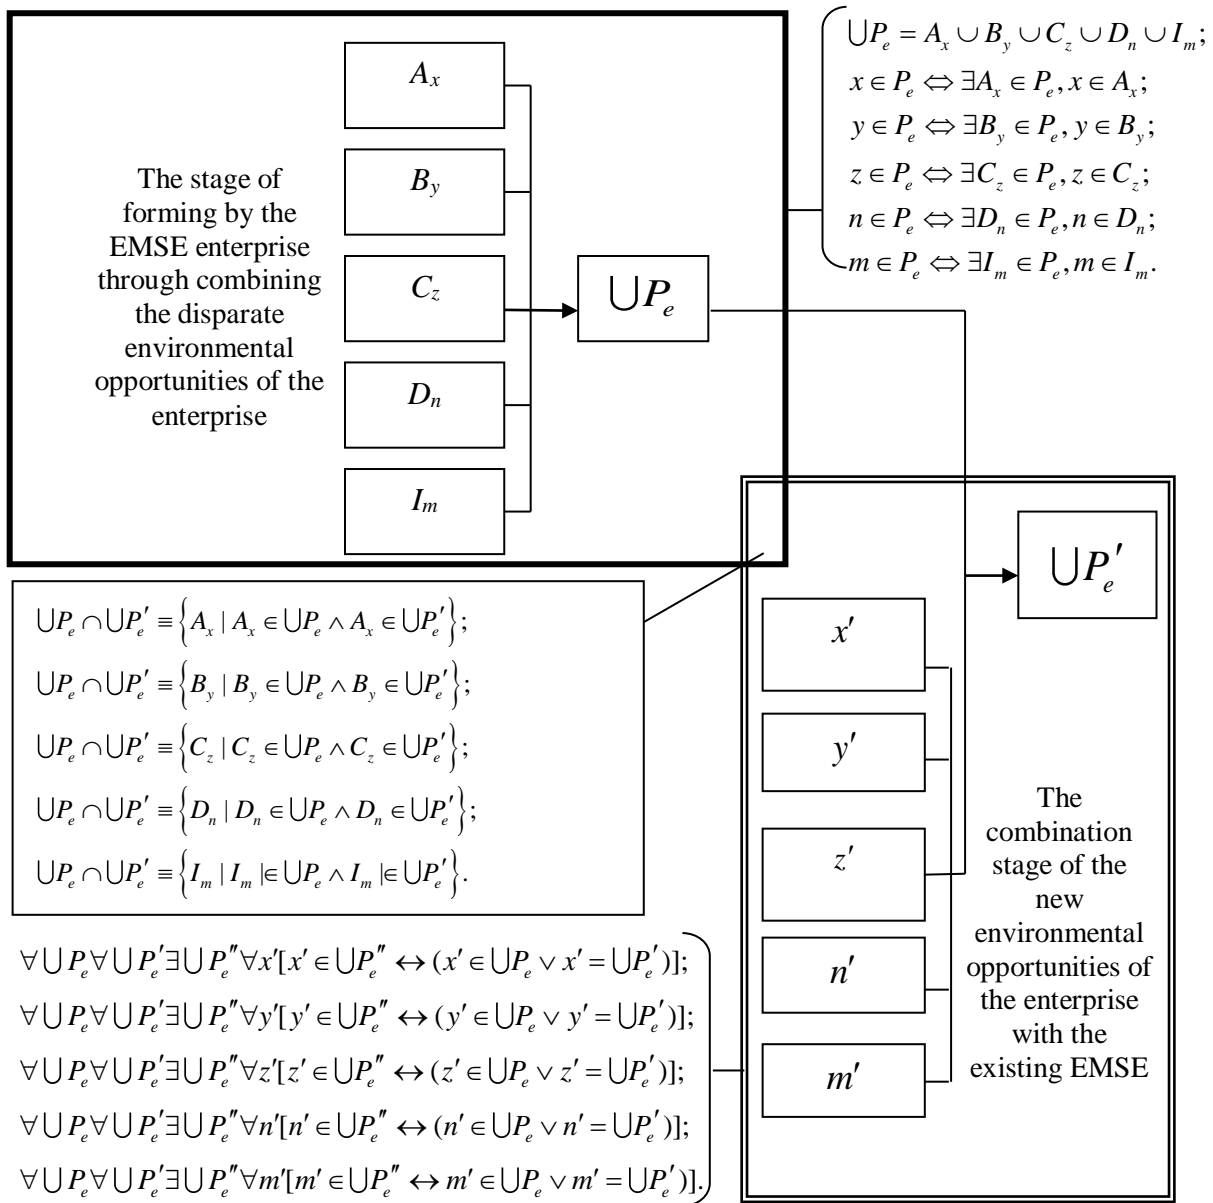 The stage of
forming by the
EMSE enterprise
through combining
the disparate
environmental
opportunities of the
enterprise
A_x
B_y
C_z
D_n
I_m
⋃P_e
⋃P_e = A_x ∪ B_y ∪ C_z ∪ D_n ∪ I_m;
x ∈ P_e ⇔ ∃A_x ∈ P_e, x ∈ A_x;
y ∈ P_e ⇔ ∃B_y ∈ P_e, y ∈ B_y;
z ∈ P_e ⇔ ∃C_z ∈ P_e, z ∈ C_z;
n ∈ P_e ⇔ ∃D_n ∈ P_e, n ∈ D_n;
m ∈ P_e ⇔ ∃I_m ∈ P_e, m ∈ I_m.
⋃P_e ∩ ⋃P_e′ ≡ {A_x | A_x ∈ ⋃P_e ∧ A_x ∈ ⋃P_e′};
⋃P_e ∩ ⋃P_e′ ≡ {B_y | B_y ∈ ⋃P_e ∧ B_y ∈ ⋃P_e′};
⋃P_e ∩ ⋃P_e′ ≡ {C_z | C_z ∈ ⋃P_e ∧ C_z ∈ ⋃P_e′};
⋃P_e ∩ ⋃P_e′ ≡ {D_n | D_n ∈ ⋃P_e ∧ D_n ∈ ⋃P_e′};
⋃P_e ∩ ⋃P_e′ ≡ {I_m | I_m |∈ ⋃P_e ∧ I_m |∈ ⋃P_e′}.
⋃P_e′
x′
y′
z′
n′
m′
The
combination
stage of the
new
environmental
opportunities of
the enterprise
with the
existing EMSE
∀⋃P_e∀⋃P_e′∃⋃P_e″∀x′[x′ ∈ ⋃P_e″ ↔ (x′ ∈ ⋃P_e ∨ x′ = ⋃P_e′)];
∀⋃P_e∀⋃P_e′∃⋃P_e″∀y′[y′ ∈ ⋃P_e″ ↔ (y′ ∈ ⋃P_e ∨ y′ = ⋃P_e′)];
∀⋃P_e∀⋃P_e′∃⋃P_e″∀z′[z′ ∈ ⋃P_e″ ↔ (z′ ∈ ⋃P_e ∨ z′ = ⋃P_e′)];
∀⋃P_e∀⋃P_e′∃⋃P_e″∀n′[n′ ∈ ⋃P_e″ ↔ (n′ ∈ ⋃P_e ∨ n′ = ⋃P_e′)];
∀⋃P_e∀⋃P_e′∃⋃P_e″∀m′[m′ ∈ ⋃P_e″ ↔ m′ ∈ ⋃P_e ∨ m′ = ⋃P_e′)].